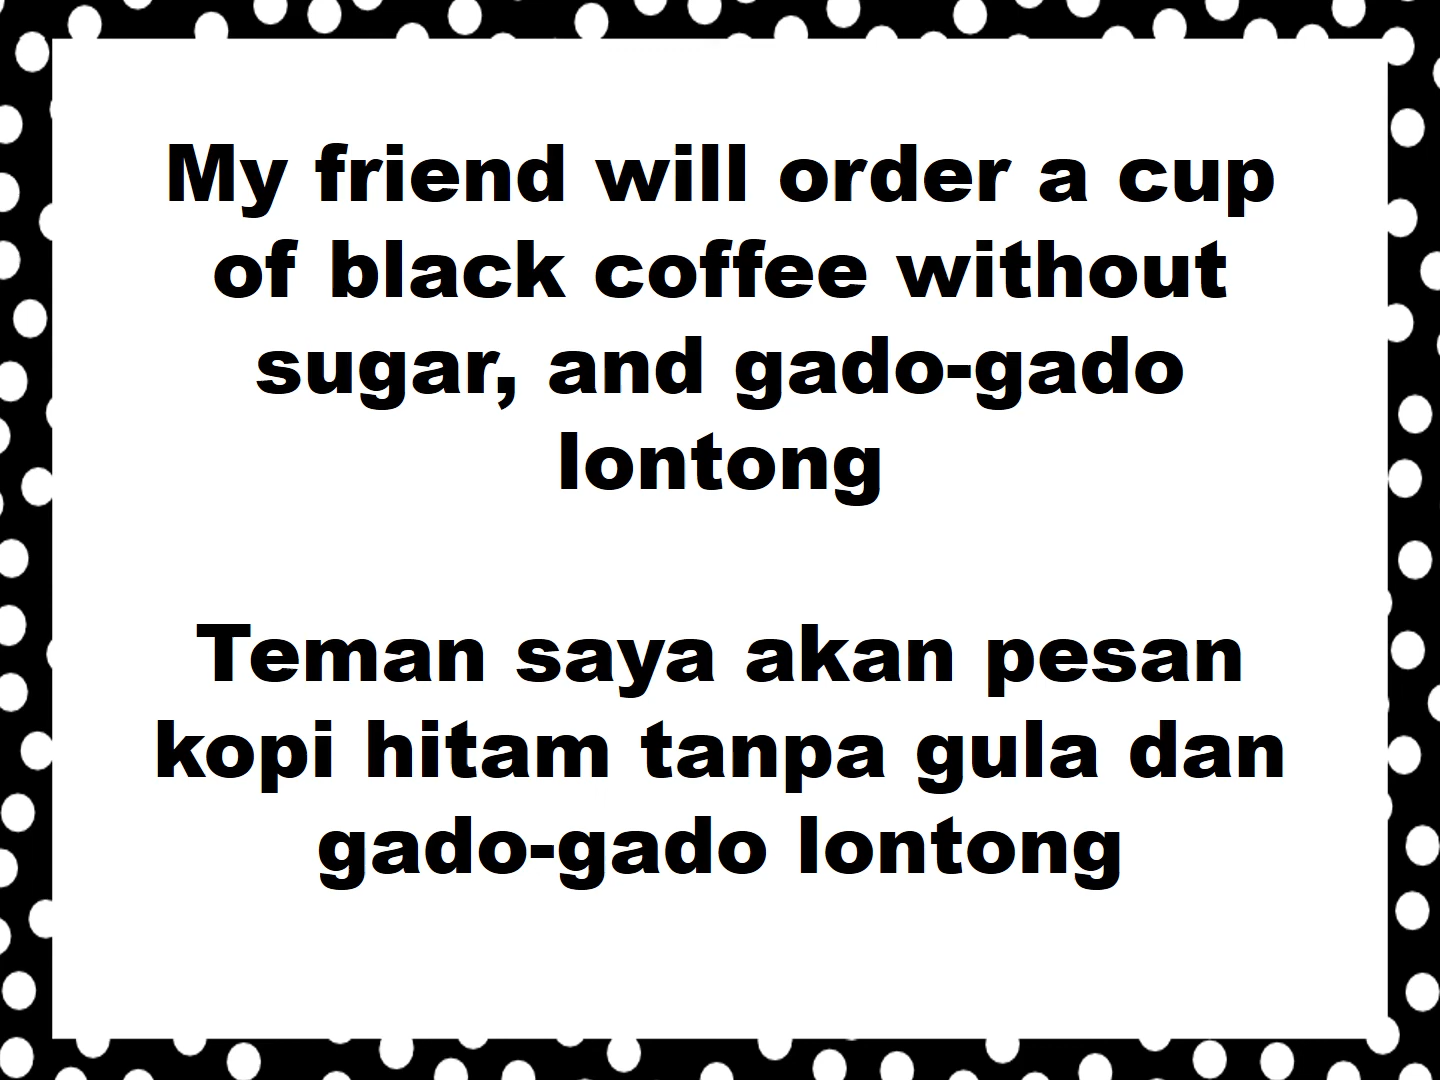 My friend will order a cup
of black coffee without
sugar, and gado-gado
lontong
Teman saya akan pesan
kopi hitam tanpa gula dan
gado-gado lontong